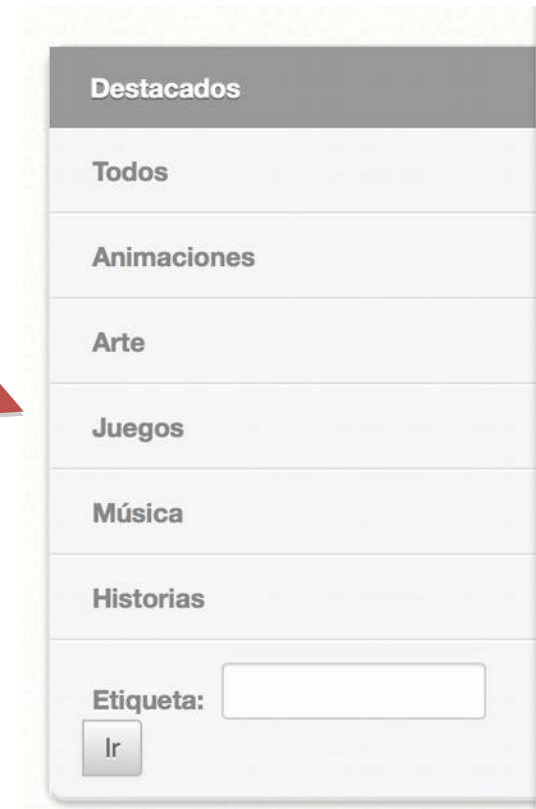 Destacados
Todos
Animaciones
Arte
Juegos
Música
Historias
Etiqueta:
Ir